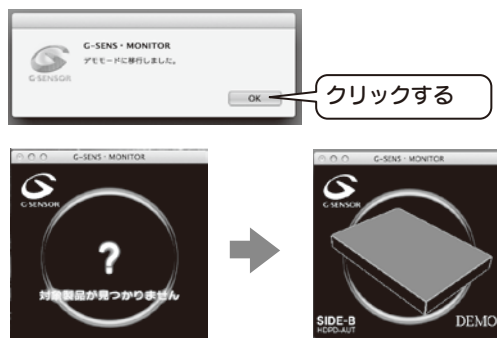 G-SENS・MONITOR
デモモードに移行しました。
G-SENSOR
OK
クリックする
G-SENS・MONITOR
G-SENSOR
?
対象製品が見つかりません
G-SENS・MONITOR
G-SENSOR
SIDE-B
HDPD-AUT
DEMO